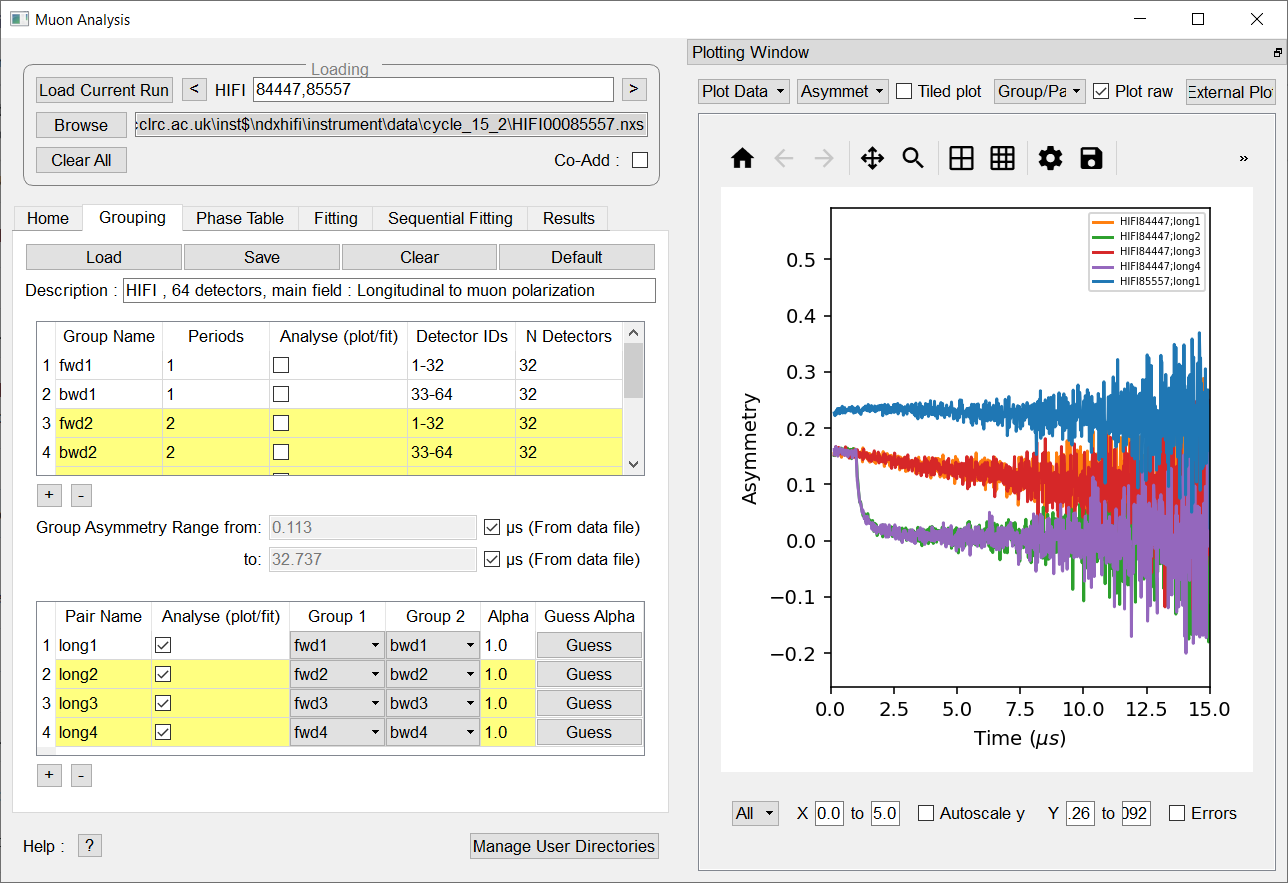 Muon Analysis
Loading
Load Current Run < HIFI 84447,85557 >
Browse :clrc.ac.uk\inst$\ndxhifi\instrument\data\cycle_15_2\HIFI00085557.nxs
Clear All Co-Add :
Home Grouping Phase Table Fitting Sequential Fitting Results
Load Save Clear Default
Description : HIFI , 64 detectors, main field : Longitudinal to muon polarization
Group Name Periods Analyse (plot/fit) Detector IDs N Detectors
1 fwd1 1 1-32 32
2 bwd1 1 33-64 32
3 fwd2 2 1-32 32
4 bwd2 2 33-64 32
+ -
Group Asymmetry Range from: 0.113 µs (From data file)
to: 32.737 µs (From data file)
Pair Name Analyse (plot/fit) Group 1 Group 2 Alpha Guess Alpha
1 long1 fwd1 bwd1 1.0 Guess
2 long2 fwd2 bwd2 1.0 Guess
3 long3 fwd3 bwd3 1.0 Guess
4 long4 fwd4 bwd4 1.0 Guess
+ -
Help : ? Manage User Directories
Plotting Window
Plot Data Asymmet Tiled plot Group/Pa Plot raw External Plo
»
HIFI84447;long1
HIFI84447;long2
HIFI84447;long3
HIFI84447;long4
HIFI85557;long1
0.5
0.4
0.3
0.2
0.1
0.0
−0.1
−0.2
Asymmetry
0.0 2.5 5.0 7.5 10.0 12.5 15.0
Time (μs)
All X 0.0 to 5.0 Autoscale y Y .26 to 092 Errors